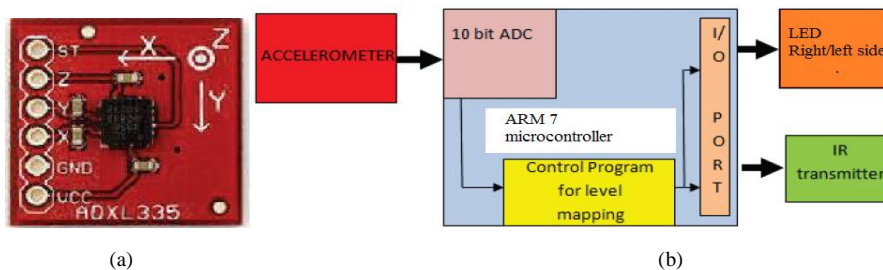 ST
Z
Y
X
GND
VCC
X
Z
Y
ADXL335
(a)
ACCELEROMETER
10 bit ADC
ARM 7
microcontroller
Control Program
for level
mapping
I/
O
P
O
R
T
LED
Right/left side
.
IR
transmitter
(b)